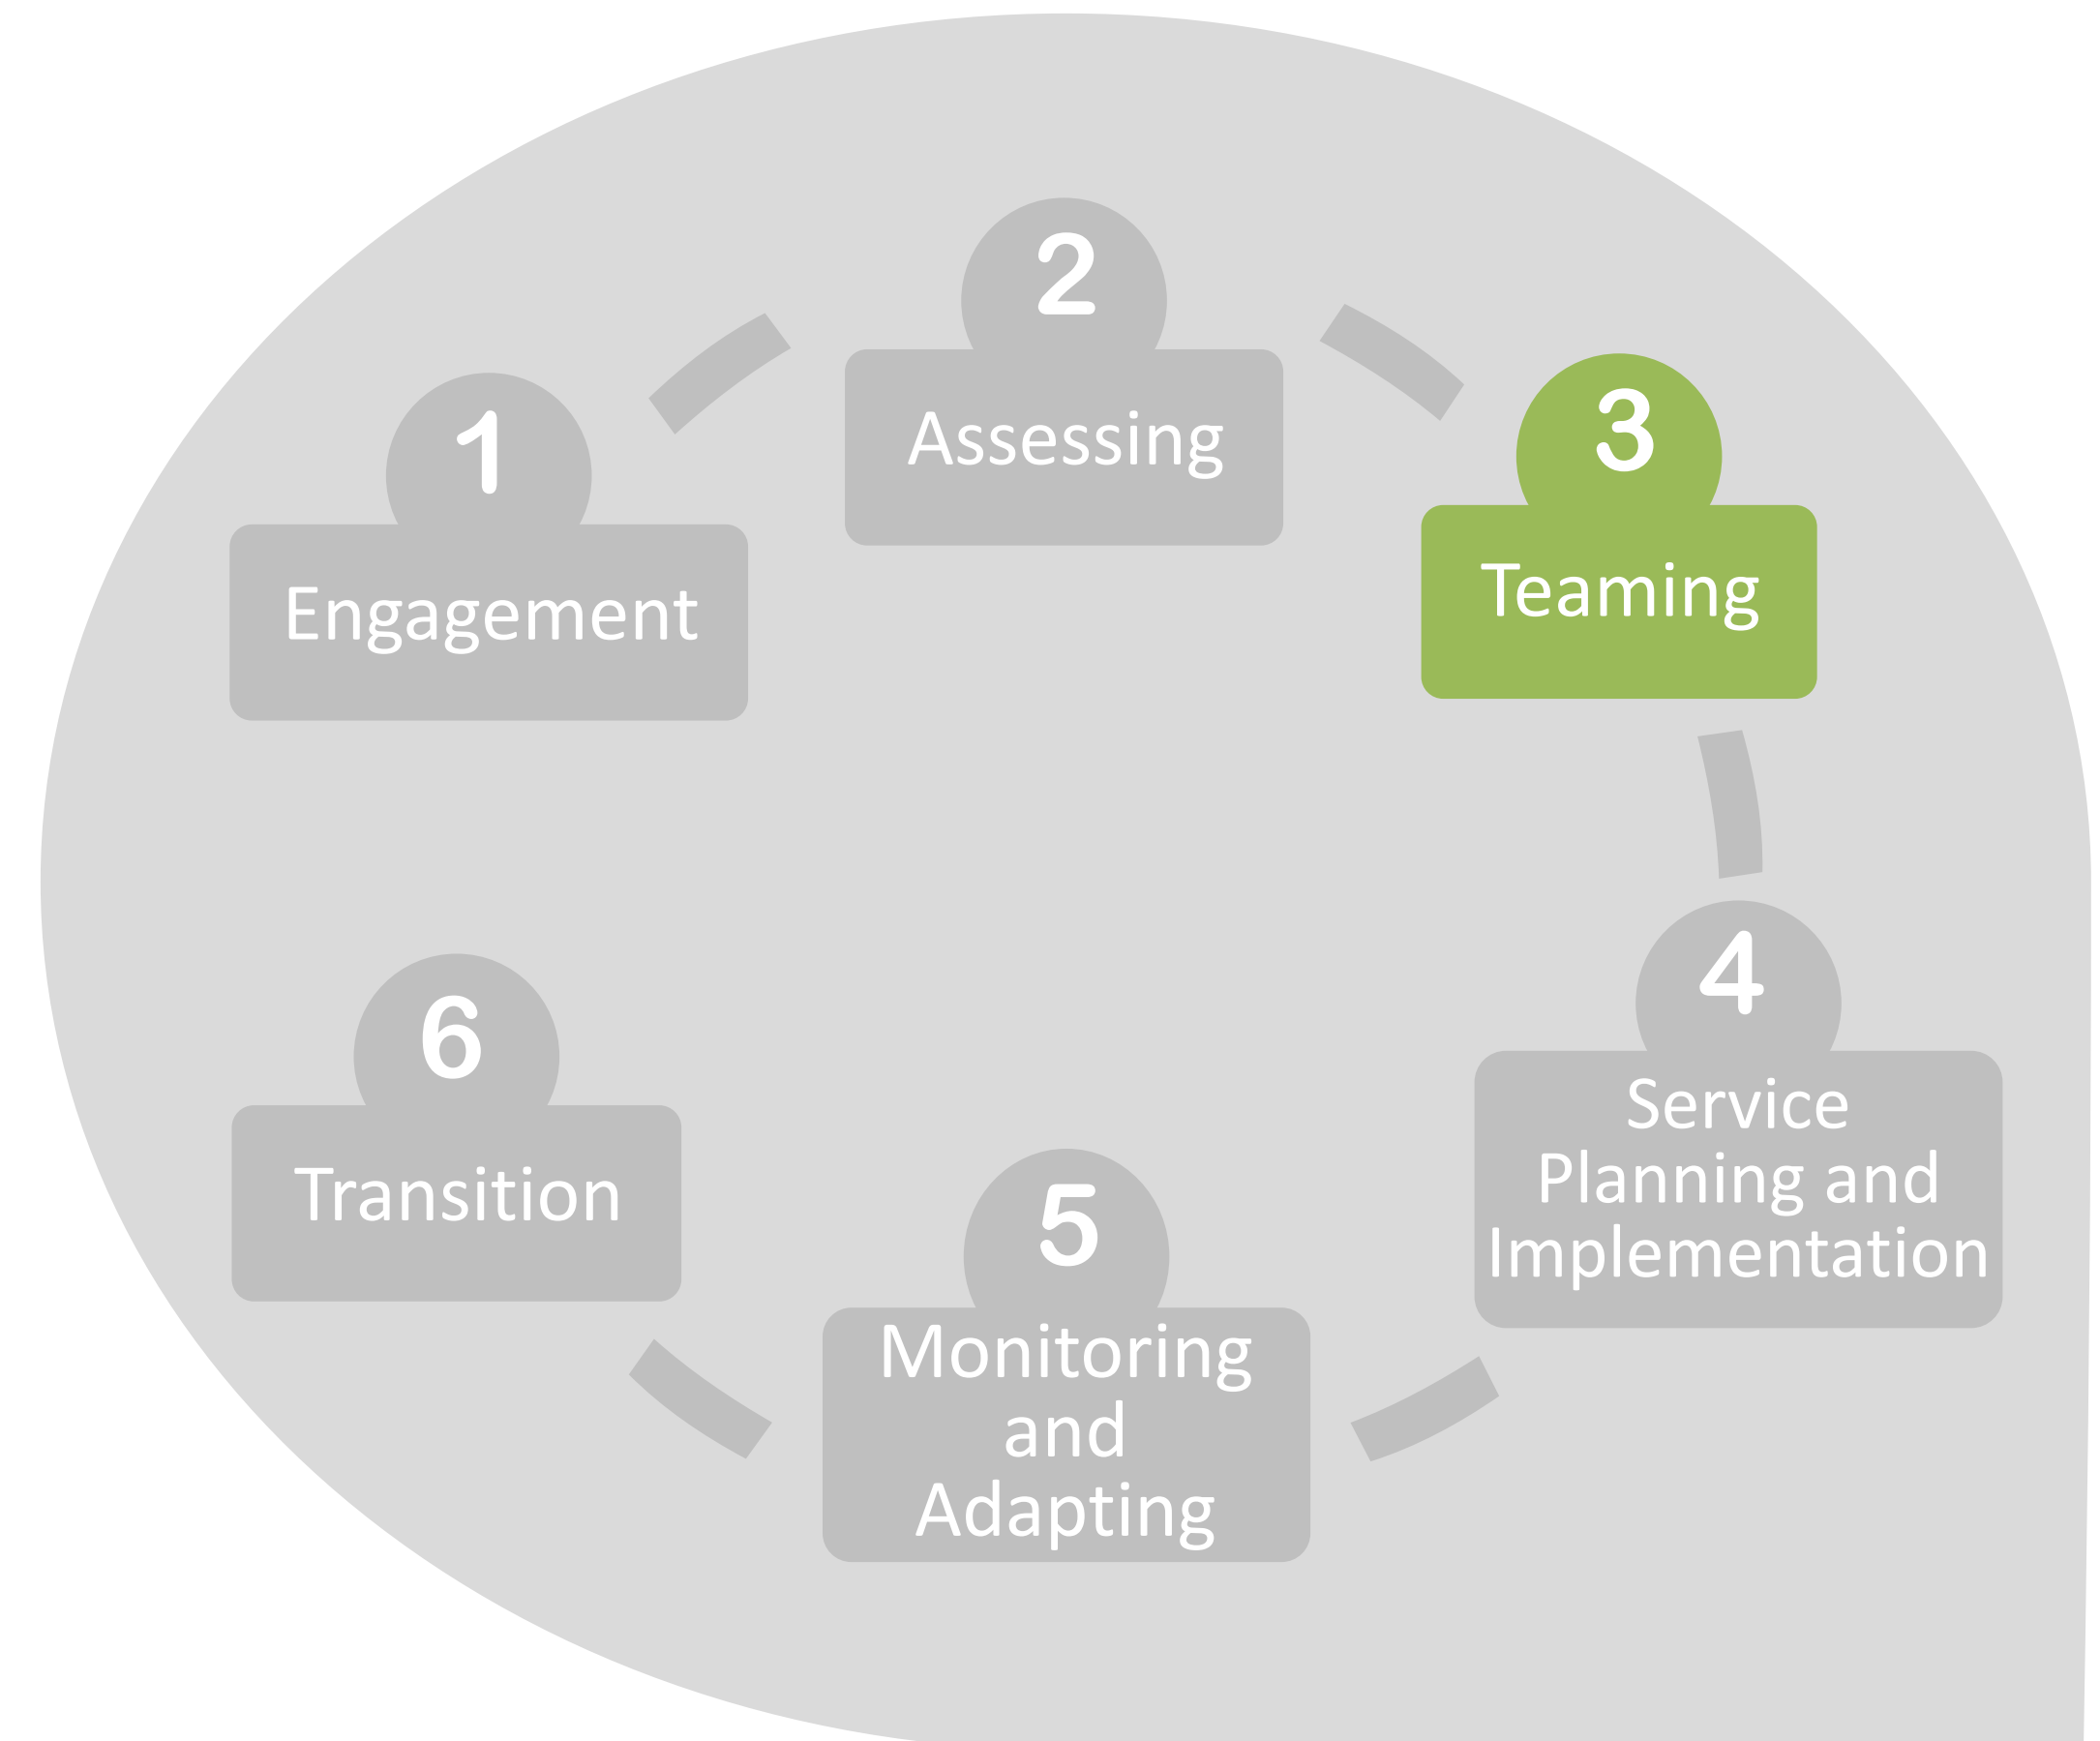 1
Engagement
2
Assessing
3
Teaming
4
Service
Planning and
Implementation
5
Monitoring
and
Adapting
6
Transition